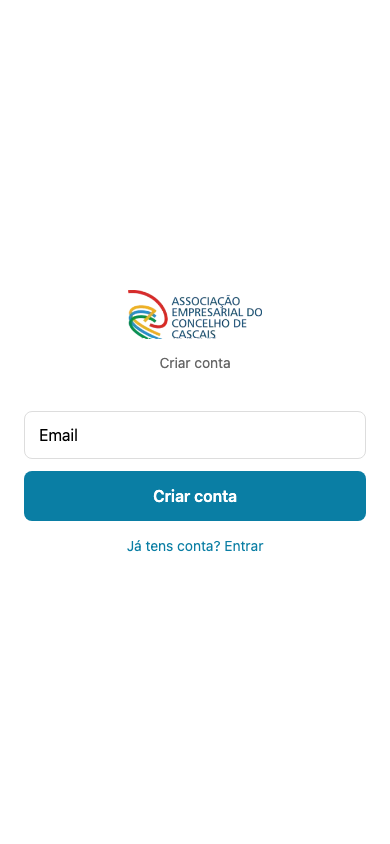 ASSOCIAÇÃO
EMPRESARIAL DO
CONCELHO DE
CASCAIS
Criar conta
Email
Criar conta
Já tens conta? Entrar